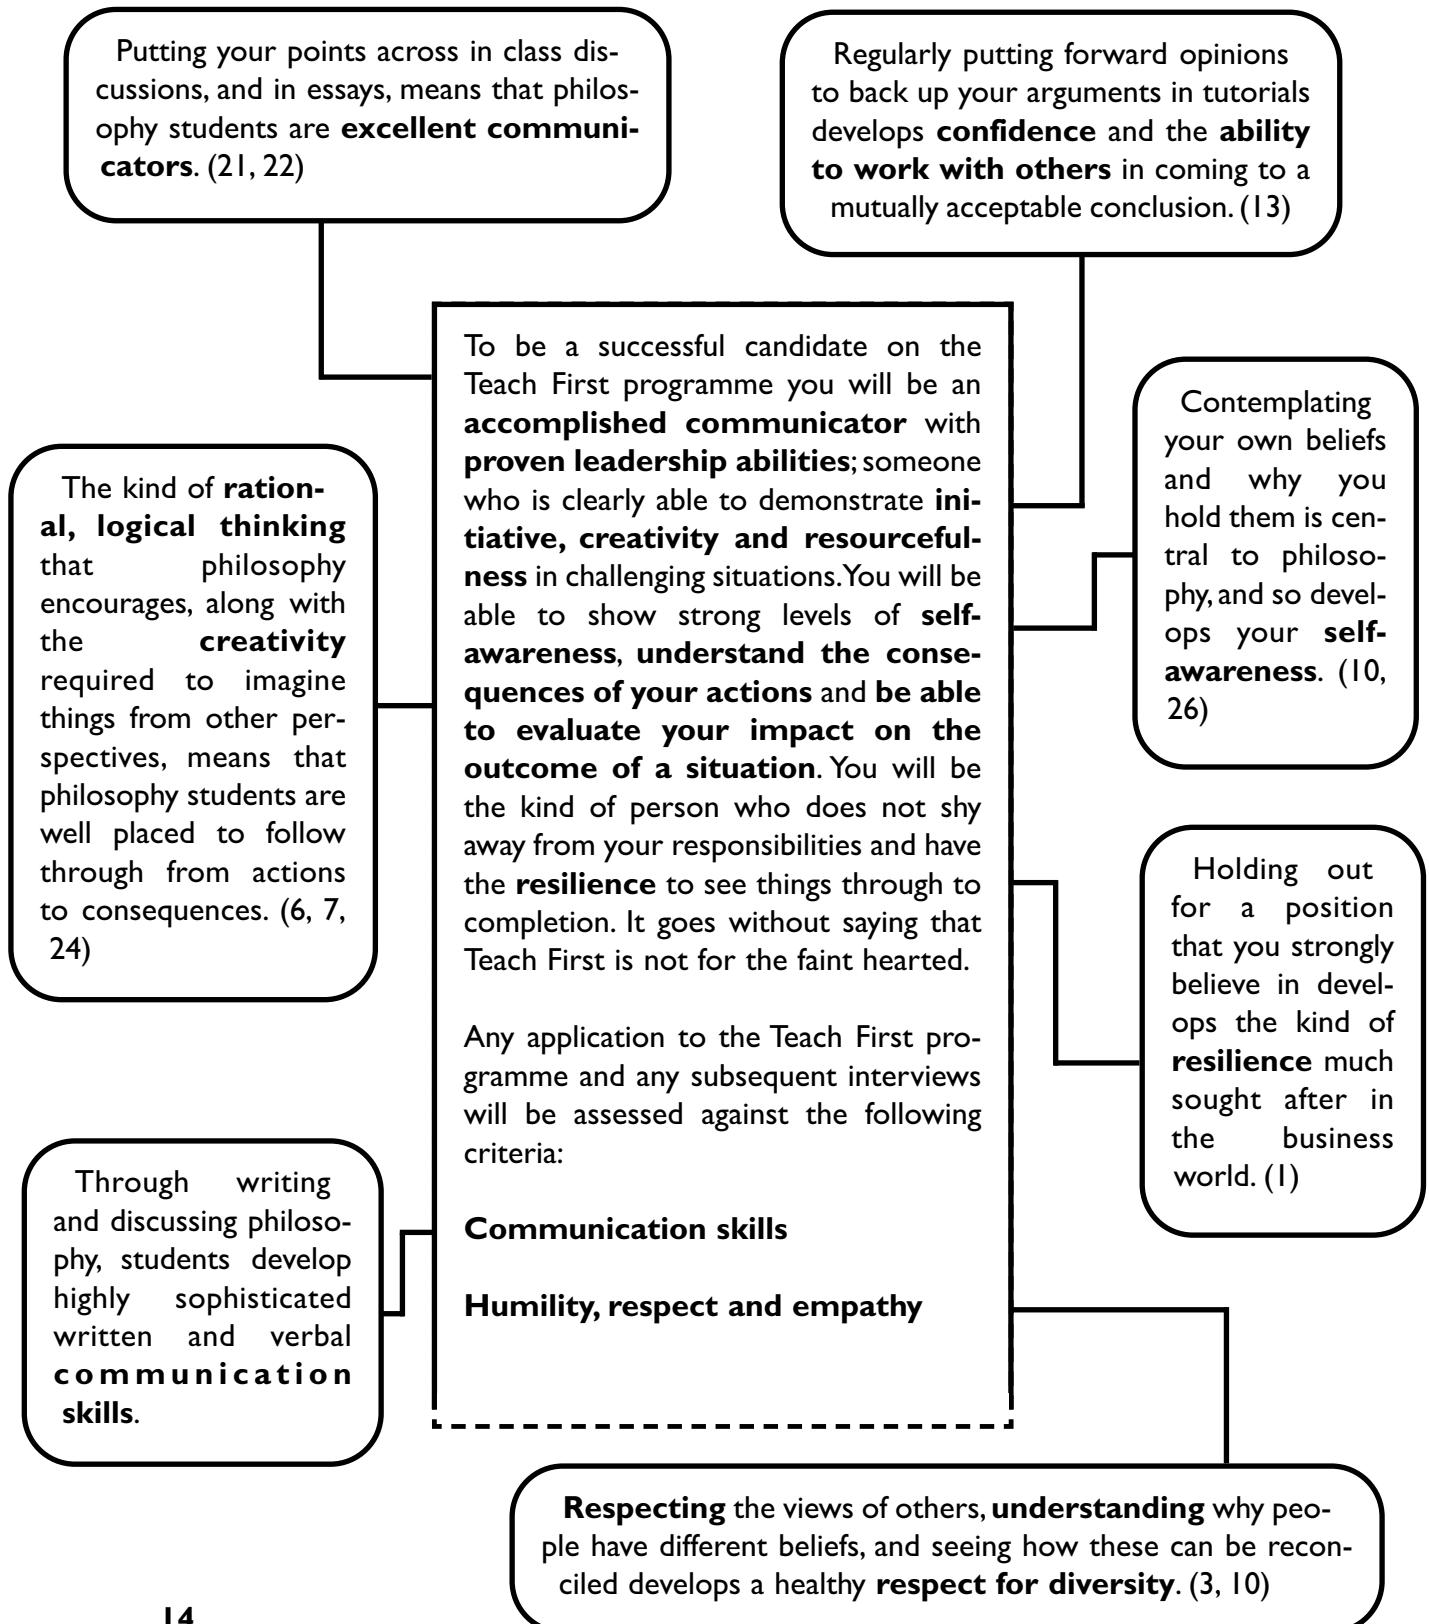 Putting your points across in class dis-
cussions, and in essays, means that philos-
ophy students are excellent communi-
cators. (21, 22)
Regularly putting forward opinions
to back up your arguments in tutorials
develops confidence and the ability
to work with others in coming to a
mutually acceptable conclusion. (13)
To be a successful candidate on the
Teach First programme you will be an
accomplished communicator with
proven leadership abilities; someone
who is clearly able to demonstrate ini-
tiative, creativity and resourceful-
ness in challenging situations. You will be
able to show strong levels of self-
awareness, understand the conse-
quences of your actions and be able
to evaluate your impact on the
outcome of a situation. You will be
the kind of person who does not shy
away from your responsibilities and have
the resilience to see things through to
completion. It goes without saying that
Teach First is not for the faint hearted.
Any application to the Teach First pro-
gramme and any subsequent interviews
will be assessed against the following
criteria:
Communication skills
Humility, respect and empathy
Contemplating
your own beliefs
and why you
hold them is cen-
tral to philoso-
phy, and so devel-
ops your self-
awareness. (10,
26)
The kind of ration-
al, logical thinking
that philosophy
encourages, along with
the creativity
required to imagine
things from other per-
spectives, means that
philosophy students are
well placed to follow
through from actions
to consequences. (6, 7,
24)
Holding out
for a position
that you strongly
believe in devel-
ops the kind of
resilience much
sought after in
the business
world. (1)
Through writing
and discussing philoso-
phy, students develop
highly sophisticated
written and verbal
communication
skills.
Respecting the views of others, understanding why peo-
ple have different beliefs, and seeing how these can be recon-
ciled develops a healthy respect for diversity. (3, 10)
14